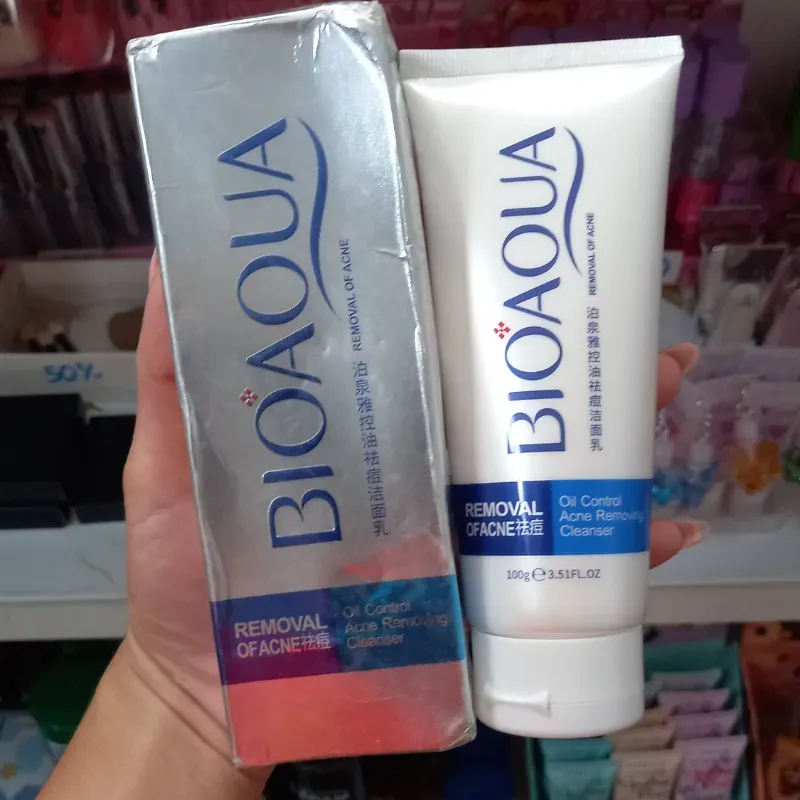 BIOAQUA
REMOVAL OF ACNE
泊泉雅控油祛痘洁面乳
REMOVAL
OFACNE祛痘
Oil Control
Acne Removing
Cleanser
BIOAQUA
REMOVAL OF ACNE
泊泉雅控油祛痘洁面乳
REMOVAL
OFACNE祛痘
Oil Control
Acne Removing
Cleanser
100g℮3.51FL.OZ
50%